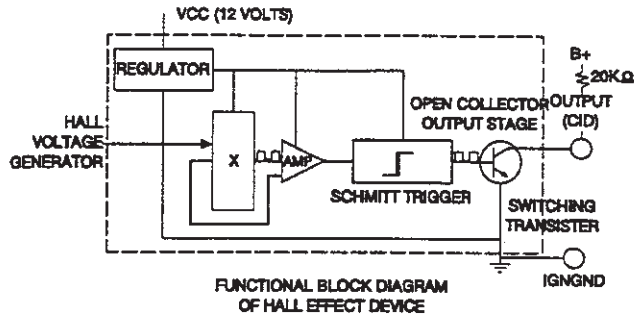 VCC (12 VOLTS)
REGULATOR
B+
20KΩ
HALL
VOLTAGE
GENERATOR
X
AMP
OPEN COLLECTOR
OUTPUT STAGE
OUTPUT
(CID)
SCHMITT TRIGGER
SWITCHING
TRANSISTER
IGNGND
FUNCTIONAL BLOCK DIAGRAM
OF HALL EFFECT DEVICE